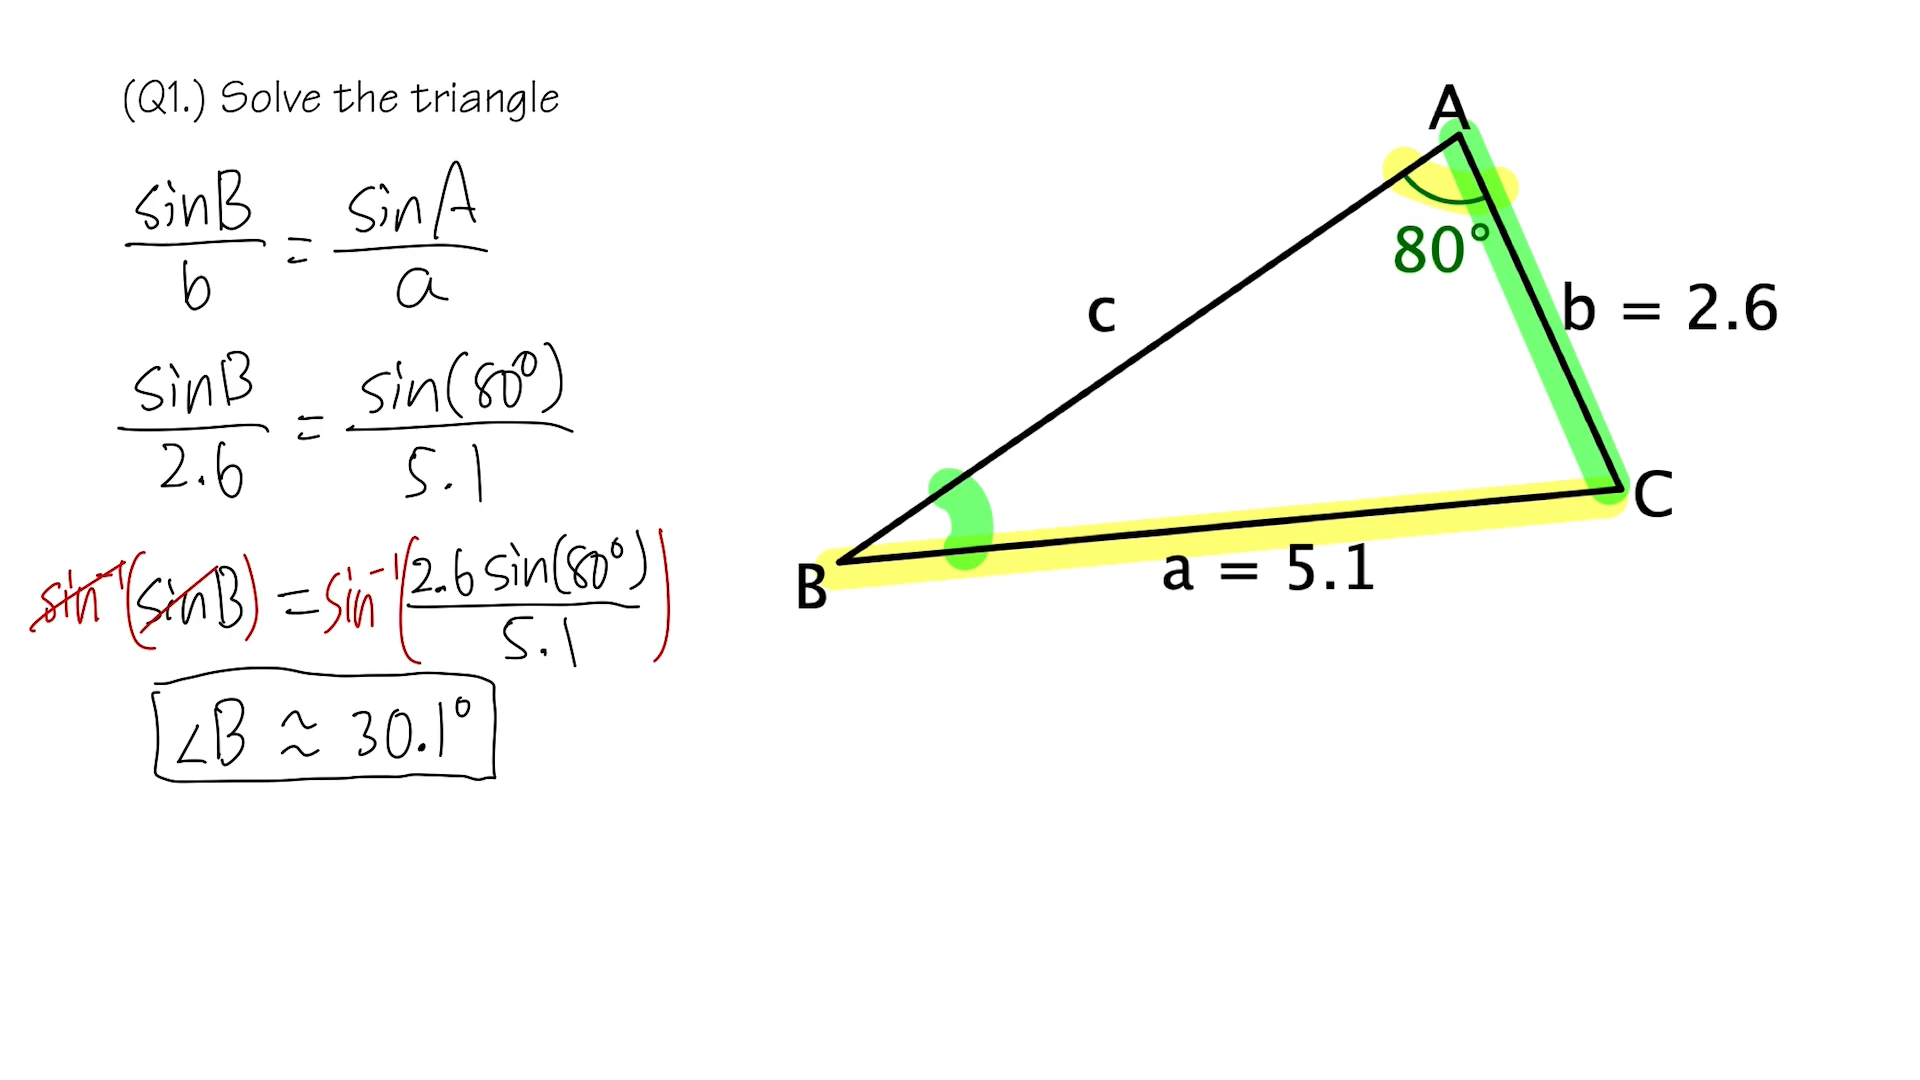 (Q1.) Solve the triangle
sinB/b = sinA/a
sinB/2.6 = sin(80°)/5.1
sin⁻¹(sinB) = sin⁻¹(2.6 sin(80°)/5.1)
∠B ≈ 30.1°
A
80°
c
b = 2.6
C
B
a = 5.1